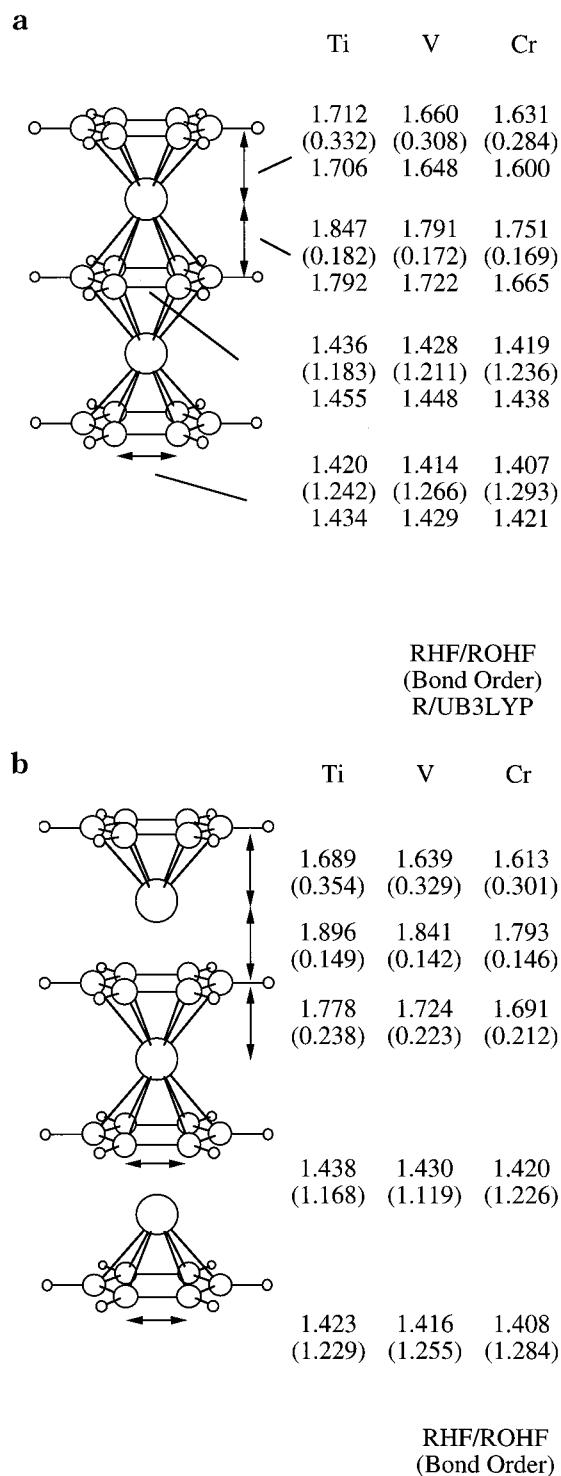 a
Ti V Cr
1.712 1.660 1.631
(0.332) (0.308) (0.284)
1.706 1.648 1.600
1.847 1.791 1.751
(0.182) (0.172) (0.169)
1.792 1.722 1.665
1.436 1.428 1.419
(1.183) (1.211) (1.236)
1.455 1.448 1.438
1.420 1.414 1.407
(1.242) (1.266) (1.293)
1.434 1.429 1.421
RHF/ROHF
(Bond Order)
R/UB3LYP
b
Ti V Cr
1.689 1.639 1.613
(0.354) (0.329) (0.301)
1.896 1.841 1.793
(0.149) (0.142) (0.146)
1.778 1.724 1.691
(0.238) (0.223) (0.212)
1.438 1.430 1.420
(1.168) (1.119) (1.226)
1.423 1.416 1.408
(1.229) (1.255) (1.284)
RHF/ROHF
(Bond Order)